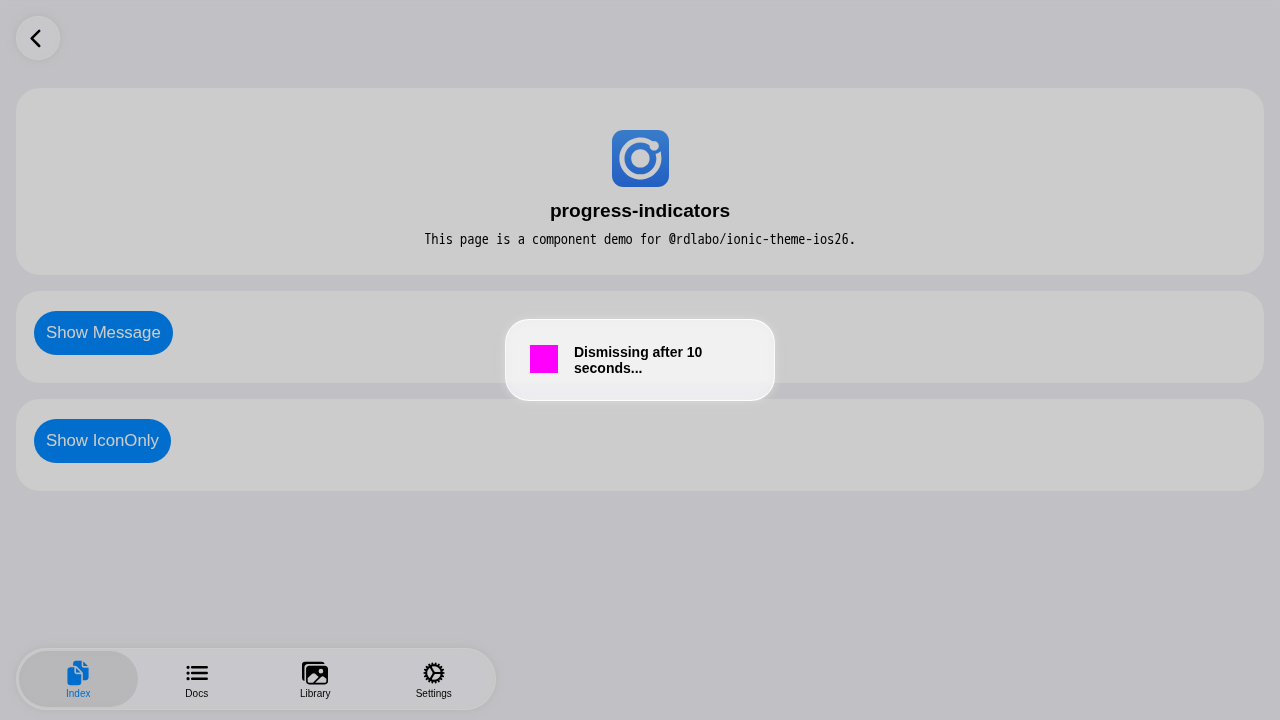 progress-indicators
This page is a component demo for @rdlabo/ionic-theme-ios26.
Show Message
Dismissing after 10
seconds...
Show IconOnly
Index
Docs
Library
Settings